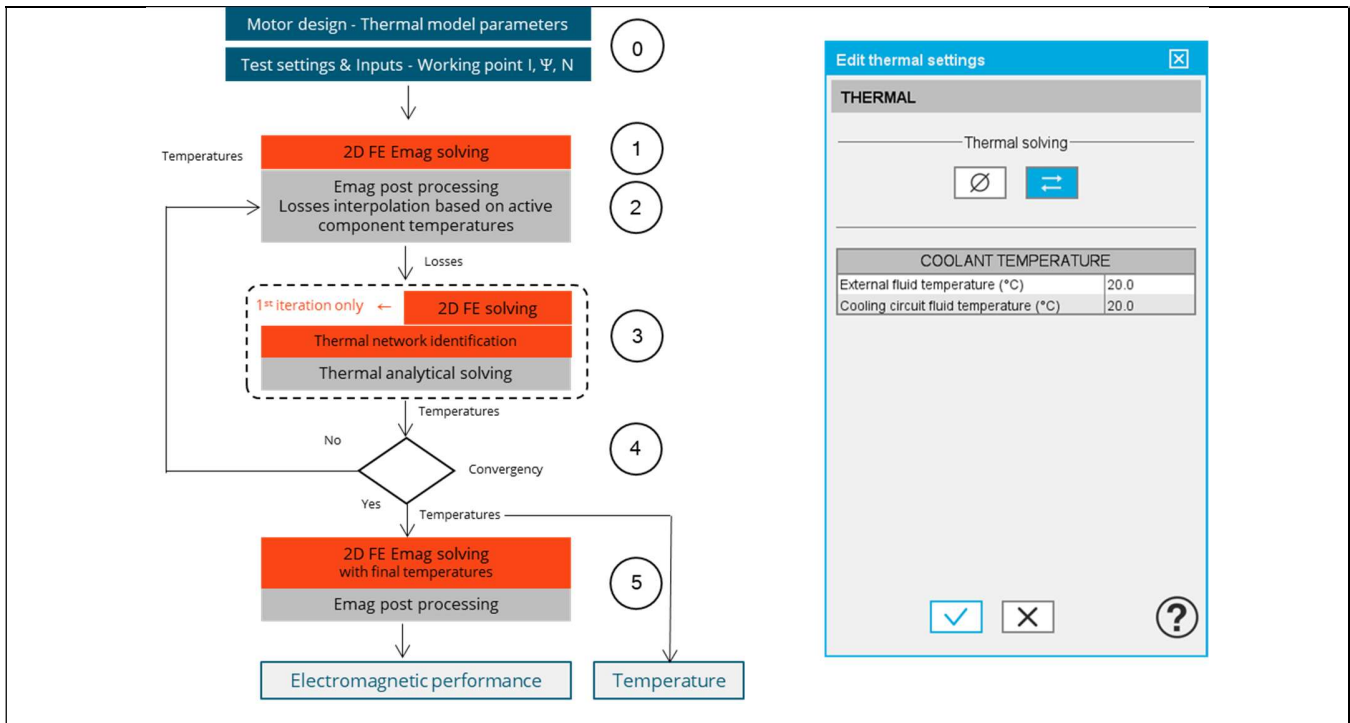 Motor design - Thermal model parameters
Test settings & Inputs - Working point I, Ψ, N
0
Temperatures
2D FE Emag solving
1
Emag post processing
Losses interpolation based on active
component temperatures
2
Losses
1st iteration only ←
2D FE solving
Thermal network identification
Thermal analytical solving
3
Temperatures
No
Convergency
4
Yes
Temperatures
2D FE Emag solving
with final temperatures
Emag post processing
5
Electromagnetic performance
Temperature
Edit thermal settings
THERMAL
Thermal solving
COOLANT TEMPERATURE
External fluid temperature (°C) 20.0
Cooling circuit fluid temperature (°C) 20.0
?